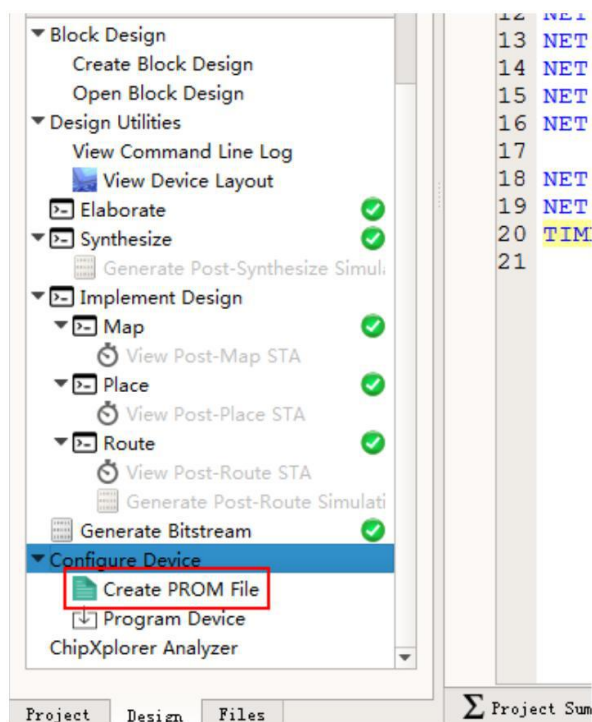 Block Design
Create Block Design
Open Block Design
Design Utilities
View Command Line Log
View Device Layout
Elaborate
Synthesize
Generate Post-Synthesize Simul
Implement Design
Map
View Post-Map STA
Place
View Post-Place STA
Route
View Post-Route STA
Generate Post-Route Simulati
Generate Bitstream
Configure Device
Create PROM File
Program Device
ChipXplorer Analyzer
Project Design Files
12 NET
13 NET
14 NET
15 NET
16 NET
17
18 NET
19 NET
20 TIM
21
Σ Project Sum